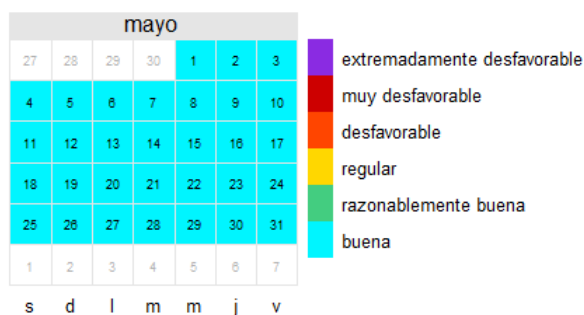 mayo
27 28 29 30 1 2 3
4 5 6 7 8 9 10
11 12 13 14 15 16 17
18 19 20 21 22 23 24
25 26 27 28 29 30 31
1 2 3 4 5 6 7
s d l m m j v
extremadamente desfavorable
muy desfavorable
desfavorable
regular
razonablemente buena
buena